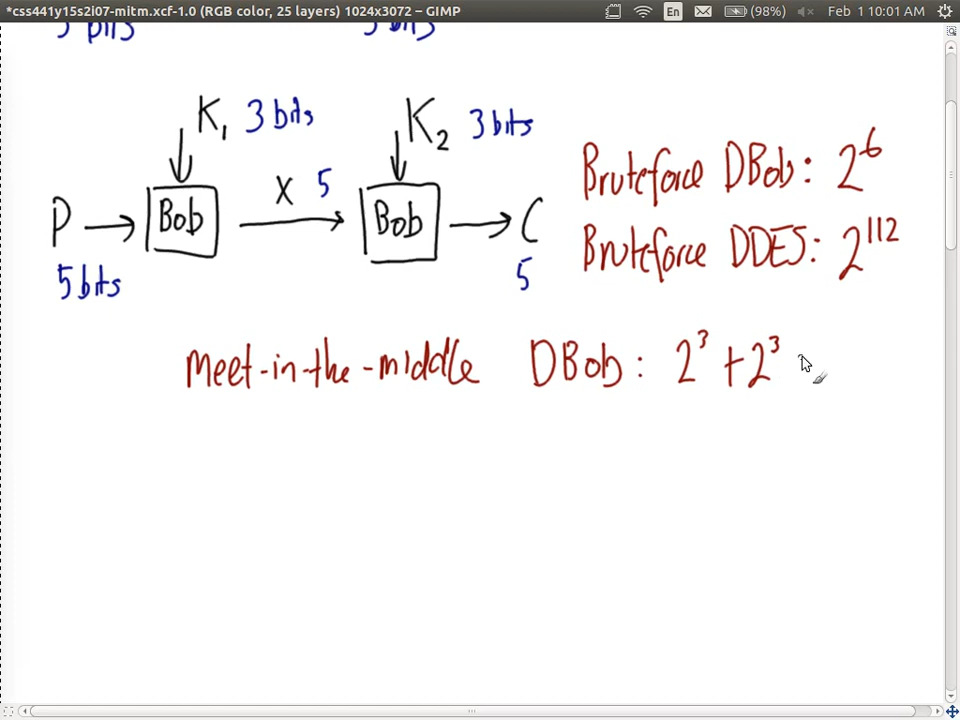 *css441y15s2i07-mitm.xcf-1.0 (RGB color, 25 layers) 1024x3072 – GIMP En (98%) Feb 1 10:01 AM
K1 3 bits K2 3 bits
P → Bob X 5 → Bob → C
5 bits 5
Bruteforce DBob: 2^6
Bruteforce DDES: 2^112
meet-in-the-middle DBob: 2^3 + 2^3